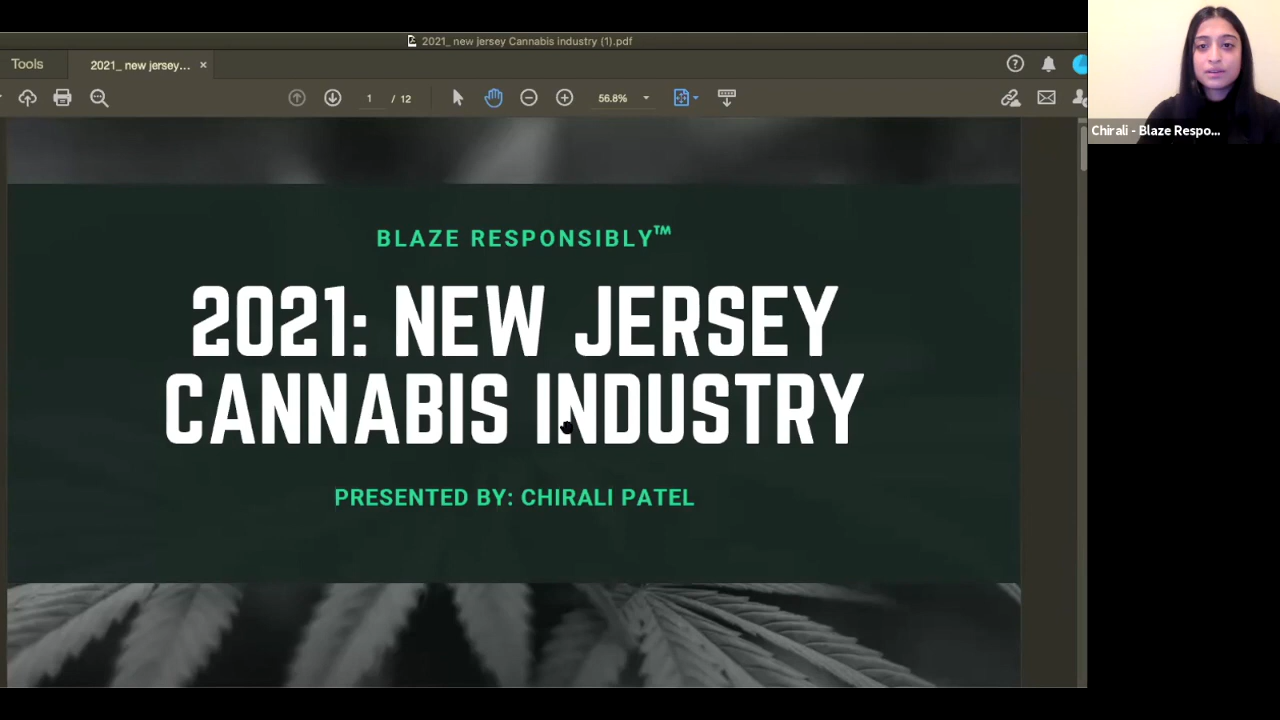 2021_ new jersey Cannabis industry (1).pdf
Tools
2021_ new jersey... ×
1 / 12
56.8%
Chirali - Blaze Respo...
BLAZE RESPONSIBLY™
2021: NEW JERSEY
CANNABIS INDUSTRY
PRESENTED BY: CHIRALI PATEL